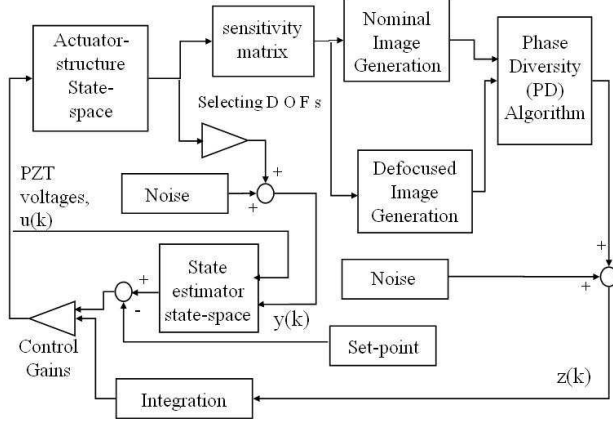 Actuator-
structure
State-
space
sensitivity
matrix
Nominal
Image
Generation
Phase
Diversity
(PD)
Algorithm
Selecting D O F s
Defocused
Image
Generation
PZT
voltages,
u(k)
Noise
+
+
State
estimator
state-space
+
-
y(k)
Noise
+
+
Control
Gains
Set-point
Integration
z(k)